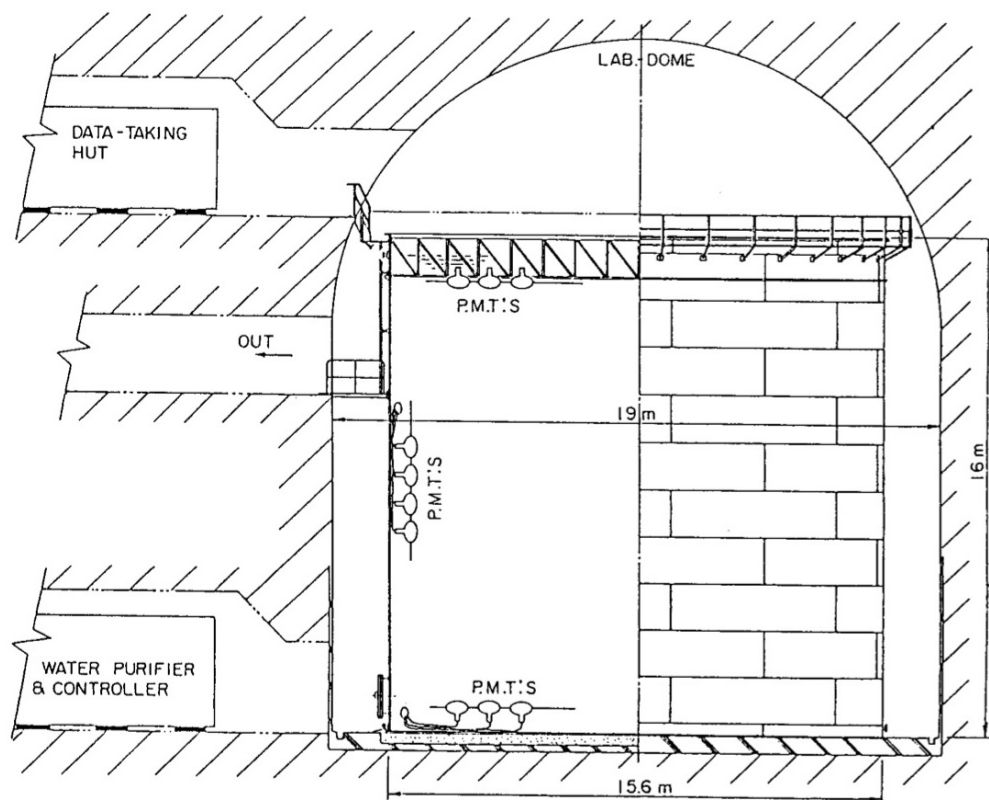 LAB.-DOME
DATA-TAKING
HUT
P.M.T.'S
OUT
19 m
P.M.T.'S
16 m
WATER PURIFIER
& CONTROLLER
P.M.T.'S
15.6 m